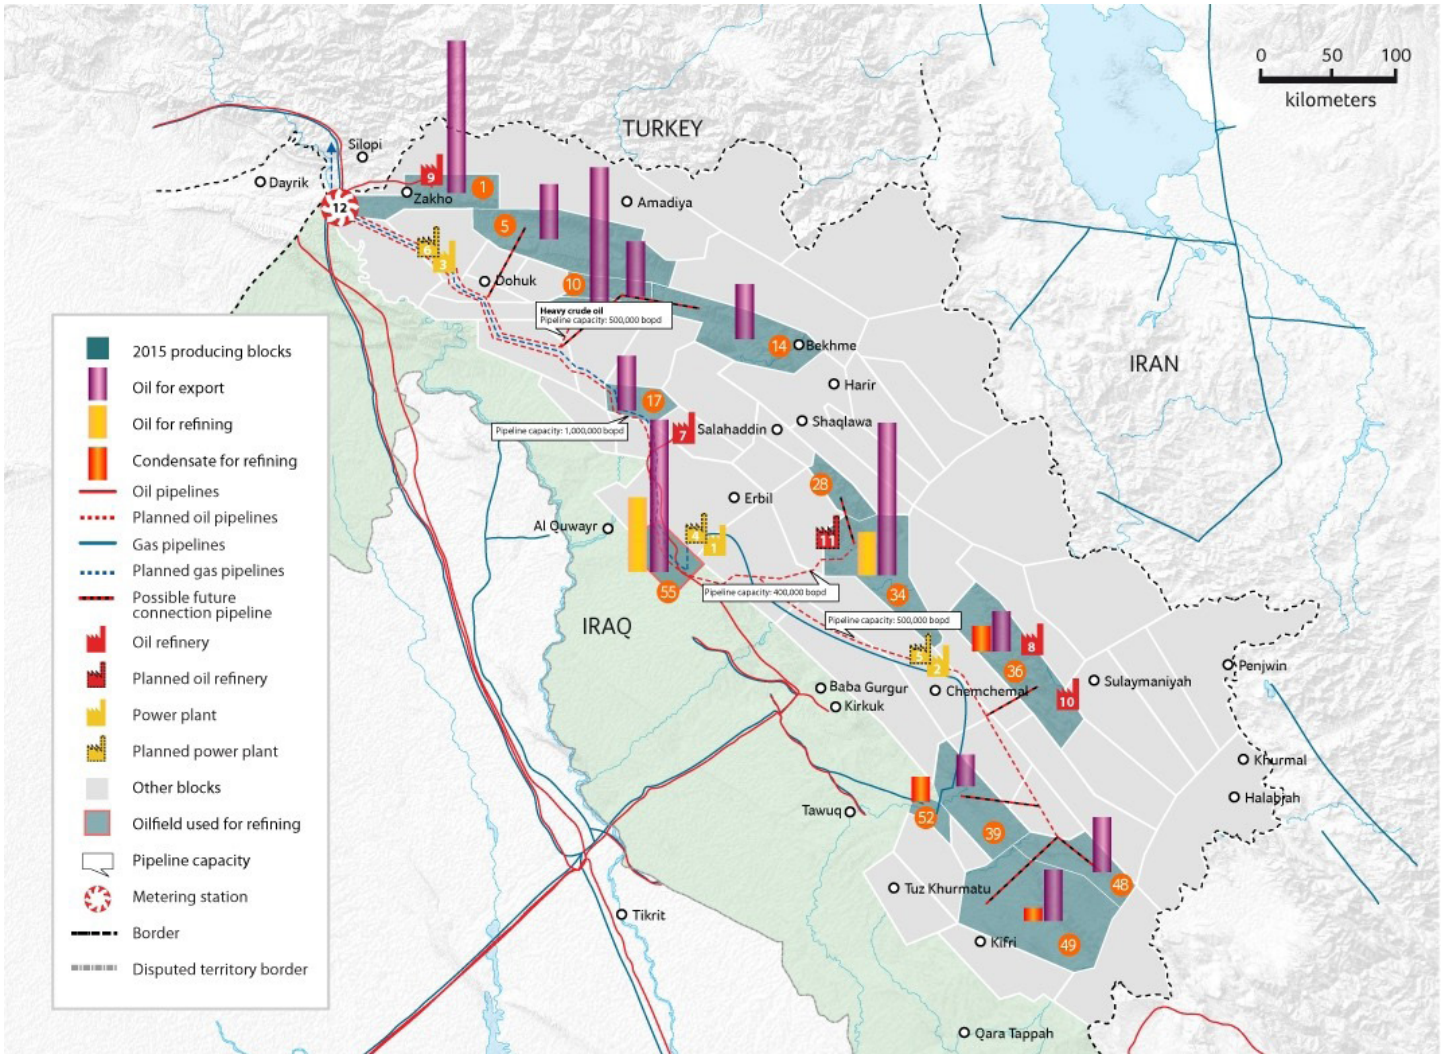 0 50 100
kilometers
TURKEY
Silopi
Dayrik
9
1
Zakho
12
Amadiya
5
6
3
Dohuk
10
Heavy crude oil
Pipeline capacity: 500,000 bopd
14
Bekhme
IRAN
Harir
17
Shaqlawa
Pipeline capacity: 1,000,000 bopd
7
Salahaddin
28
Erbil
Al Quwayr
4
1
11
55
Pipeline capacity: 400,000 bopd
34
Pipeline capacity: 500,000 bopd
IRAQ
5
2
8
36
Penjwin
Sulaymaniyah
10
Baba Gurgur
Chemchemal
Kirkuk
Khurmal
Halabjah
Tawuq
52
39
Tuz Khurmatu
48
Tikrit
Kifri
49
Qara Tappah
2015 producing blocks
Oil for export
Oil for refining
Condensate for refining
Oil pipelines
Planned oil pipelines
Gas pipelines
Planned gas pipelines
Possible future
connection pipeline
Oil refinery
Planned oil refinery
Power plant
Planned power plant
Other blocks
Oilfield used for refining
Pipeline capacity
Metering station
Border
Disputed territory border